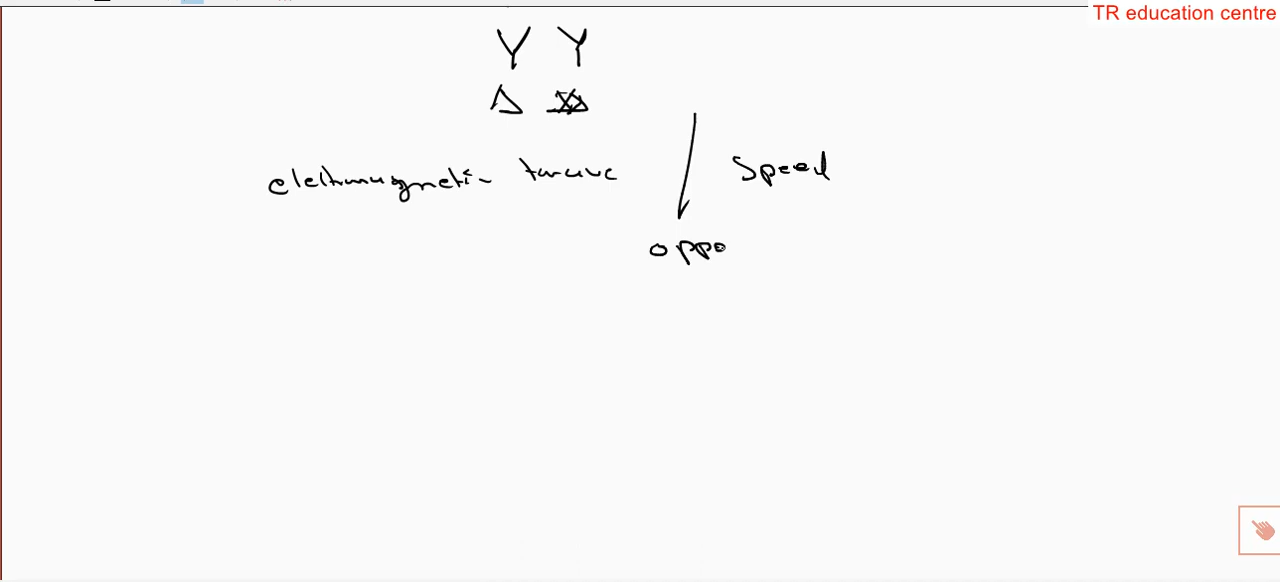 TR education centre
Y Y
Δ
electromagnetic torque Speed
oppo